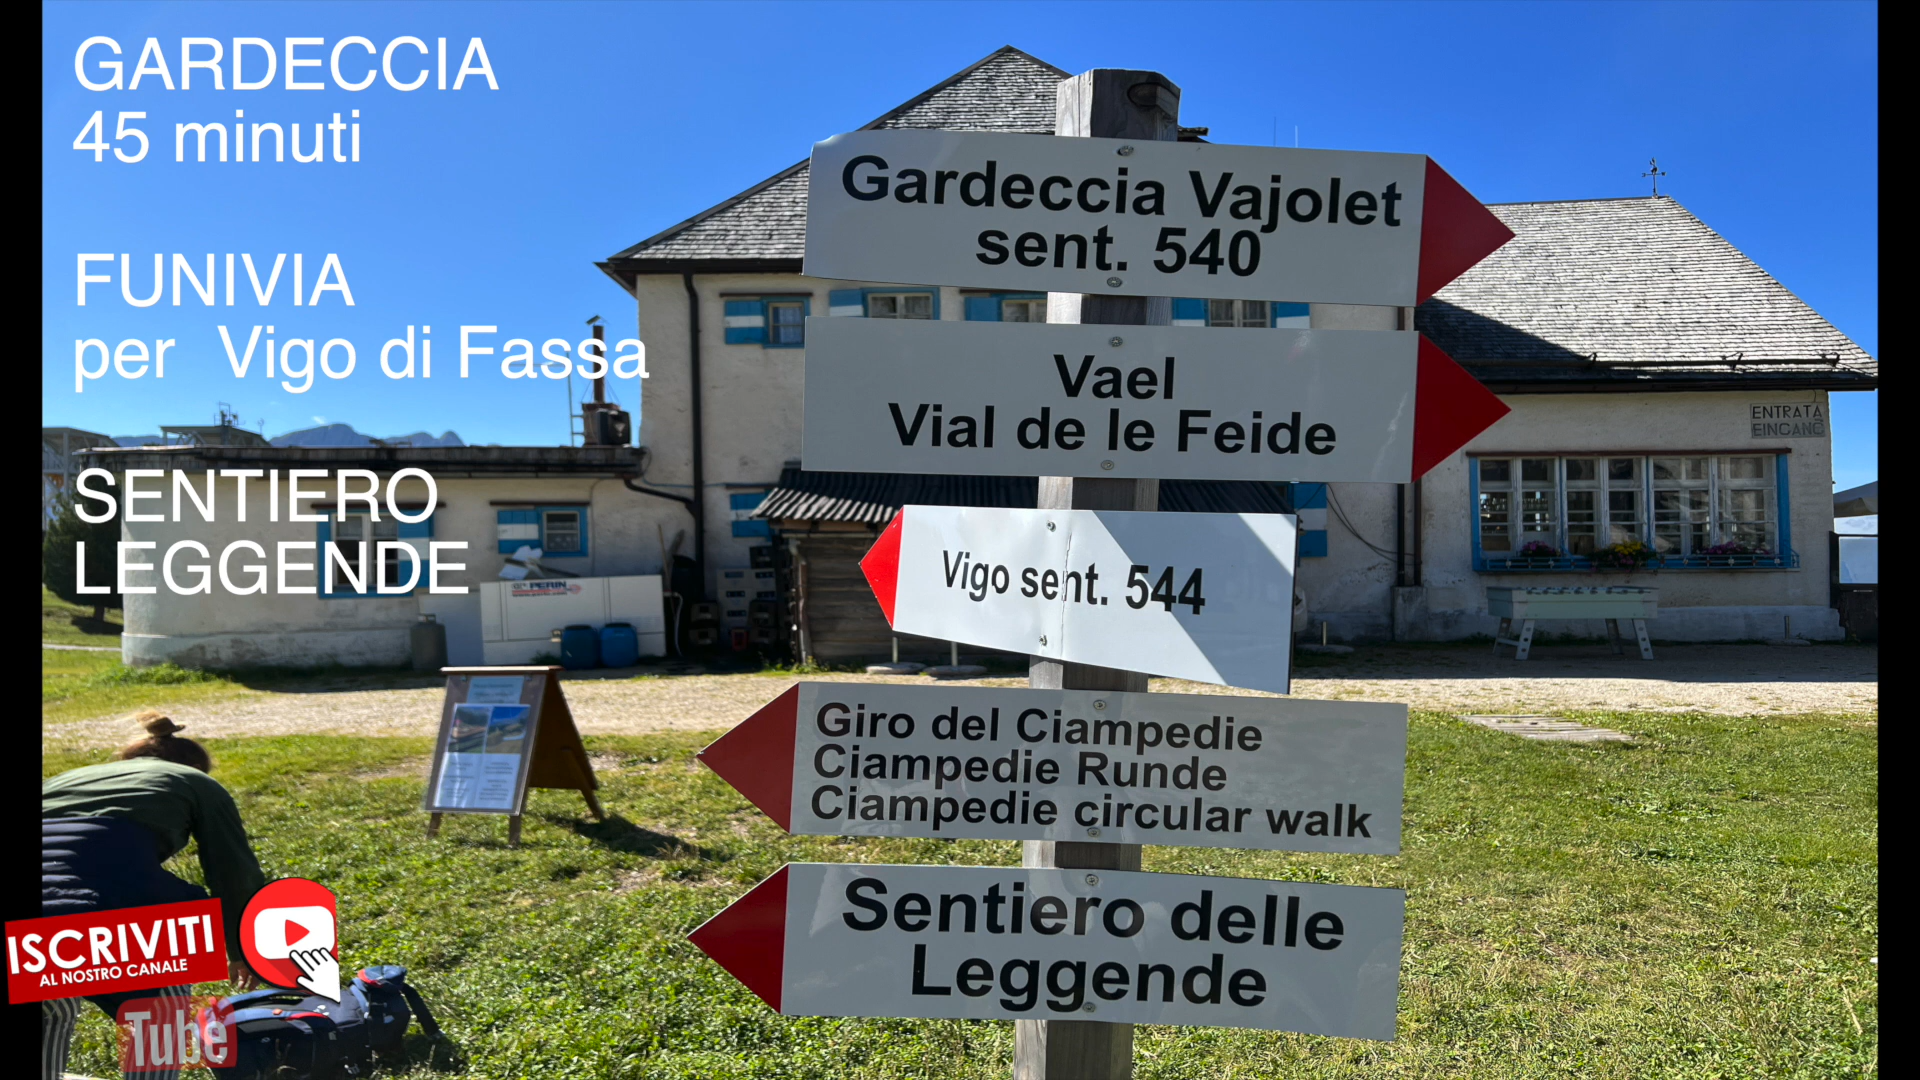 GARDECCIA
45 minuti
FUNIVIA
per Vigo di Fassa
SENTIERO
LEGGENDE
Gardeccia Vajolet
sent. 540
Vael
Vial de le Feide
Vigo sent. 544
Giro del Ciampedie
Ciampedie Runde
Ciampedie circular walk
Sentiero delle
Leggende
ENTRATA
EINGANG
PERIN
ISCRIVITI
AL NOSTRO CANALE
Tube